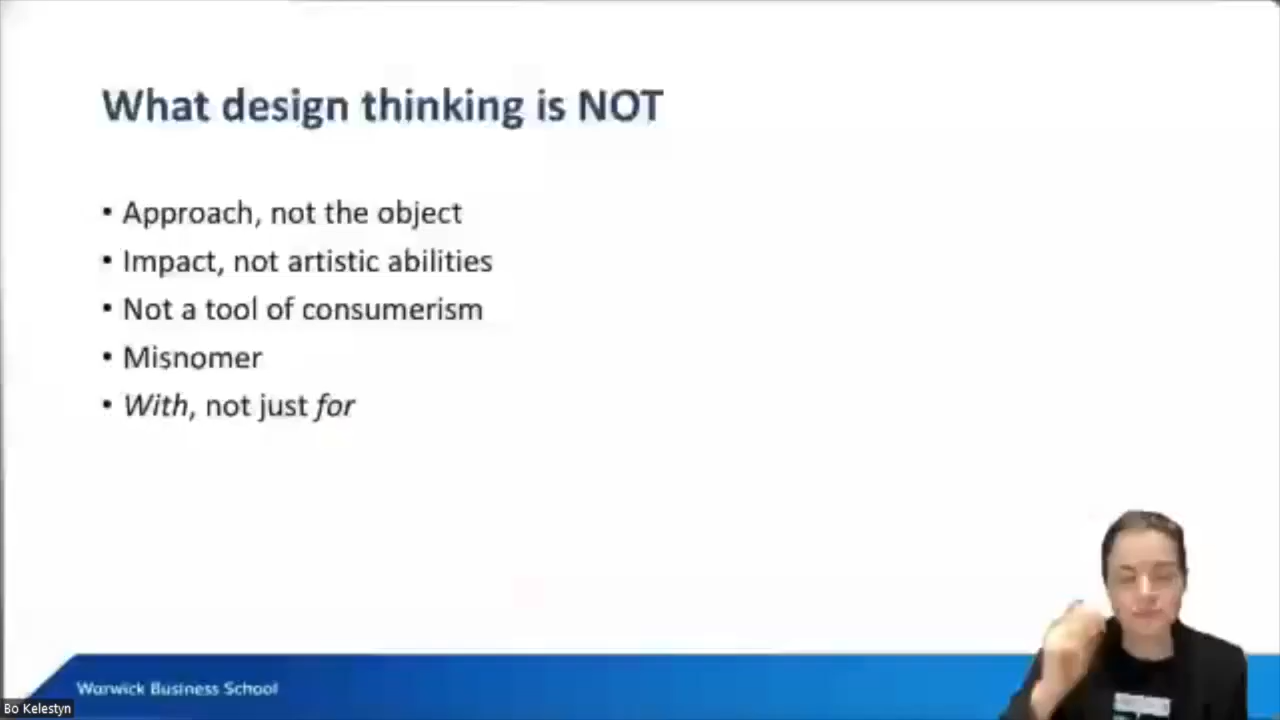 What design thinking is NOT
• Approach, not the object
• Impact, not artistic abilities
• Not a tool of consumerism
• Misnomer
• With, not just for
Warwick Business School
Bo Kelestyn